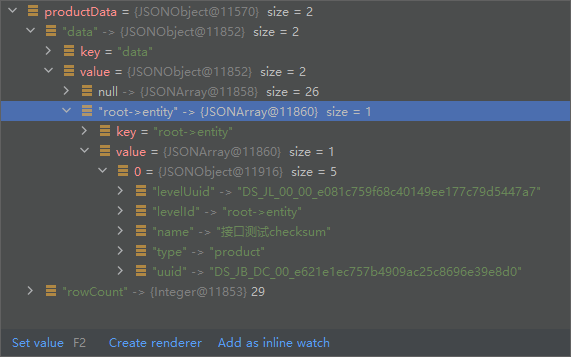 productData = {JSONObject@11570} size = 2
"data" -> {JSONObject@11852} size = 2
key = "data"
value = {JSONObject@11852} size = 2
null -> {JSONArray@11858} size = 26
"root->entity" -> {JSONArray@11860} size = 1
key = "root->entity"
value = {JSONArray@11860} size = 1
0 = {JSONObject@11916} size = 5
"levelUuid" -> "DS_JL_00_00_e081c759f68c40149ee177c79d5447a7"
"levelId" -> "root->entity"
"name" -> "接口测试checksum"
"type" -> "product"
"uuid" -> "DS_JB_DC_00_e621e1ec757b4909ac25c8696e39e8d0"
"rowCount" -> {Integer@11853} 29
Set value F2 Create renderer Add as inline watch